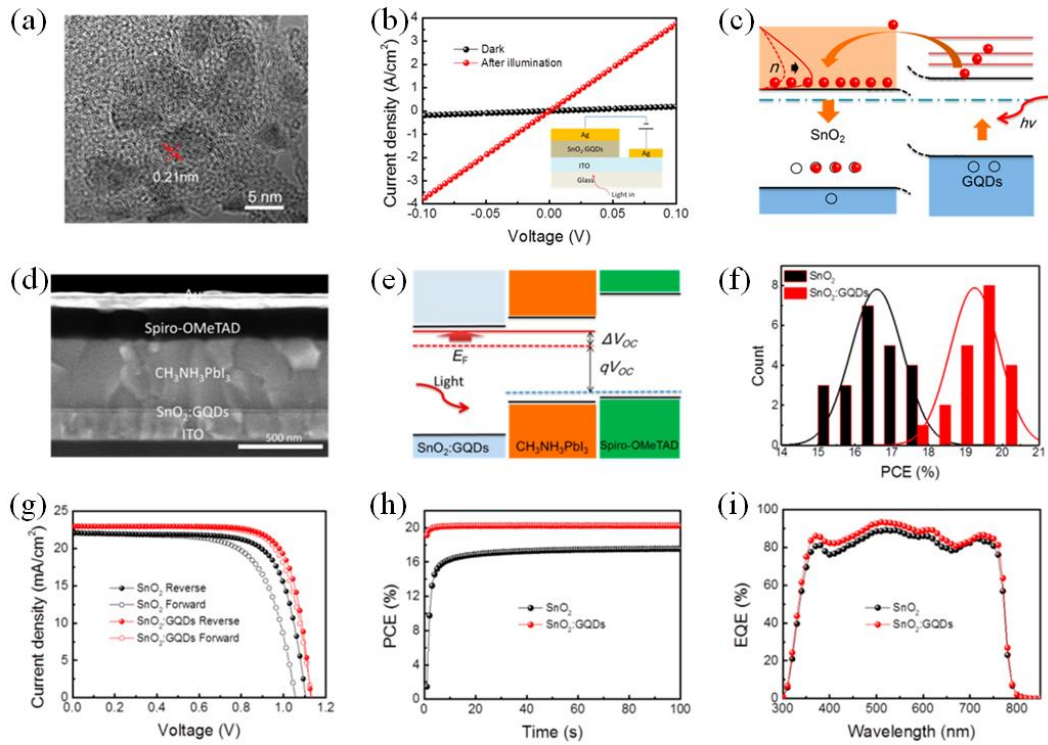 (a)
0.21nm
5 nm
(b)
Current density (A/cm²)
4
3
2
1
0
-1
-2
-3
-4
Dark
After illumination
Ag
SnO₂:GQDs
Ag
ITO
Glass
Light in
-0.10
-0.05
0.00
0.05
0.10
Voltage (V)
(c)
n
SnO₂
hν
GQDs
(d)
Au
Spiro-OMeTAD
CH₃NH₃PbI₃
SnO₂:GQDs
ITO
500 nm
(e)
E_F
ΔV_OC
qV_OC
Light
SnO₂:GQDs
CH₃NH₃PbI₃
Spiro-OMeTAD
(f)
Count
8
6
4
2
0
SnO₂
SnO₂:GQDs
14 15 16 17 18 19 20 21
PCE (%)
(g)
Current density (mA/cm²)
25
20
15
10
5
0
SnO₂ Reverse
SnO₂ Forward
SnO₂:GQDs Reverse
SnO₂:GQDs Forward
0.0 0.2 0.4 0.6 0.8 1.0 1.2
Voltage (V)
(h)
PCE (%)
24
20
16
12
8
4
0
SnO₂
SnO₂:GQDs
0 20 40 60 80 100
Time (s)
(i)
EQE (%)
100
80
60
40
20
0
SnO₂
SnO₂:GQDs
300 400 500 600 700 800
Wavelength (nm)